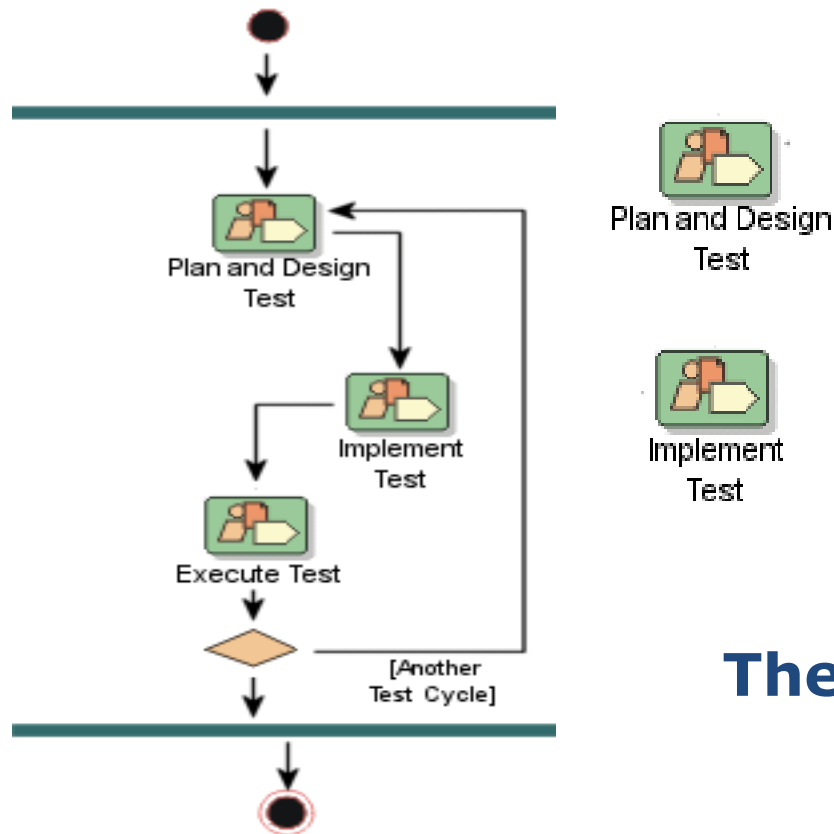 Plan and Design
Test
Implement
Test
Execute Test
[Another
Test Cycle]
Plan and Design
Test
Implement
Test
The